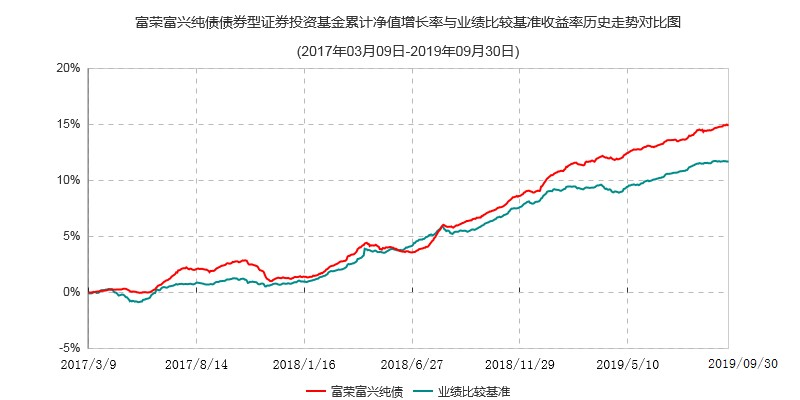 富荣富兴纯债债券型证券投资基金累计净值增长率与业绩比较基准收益率历史走势对比图
(2017年03月09日-2019年09月30日)
20%
15%
10%
5%
0%
-5%
2017/3/9 2017/8/14 2018/1/16 2018/6/27 2018/11/29 2019/5/10 2019/09/30
富荣富兴纯债 业绩比较基准